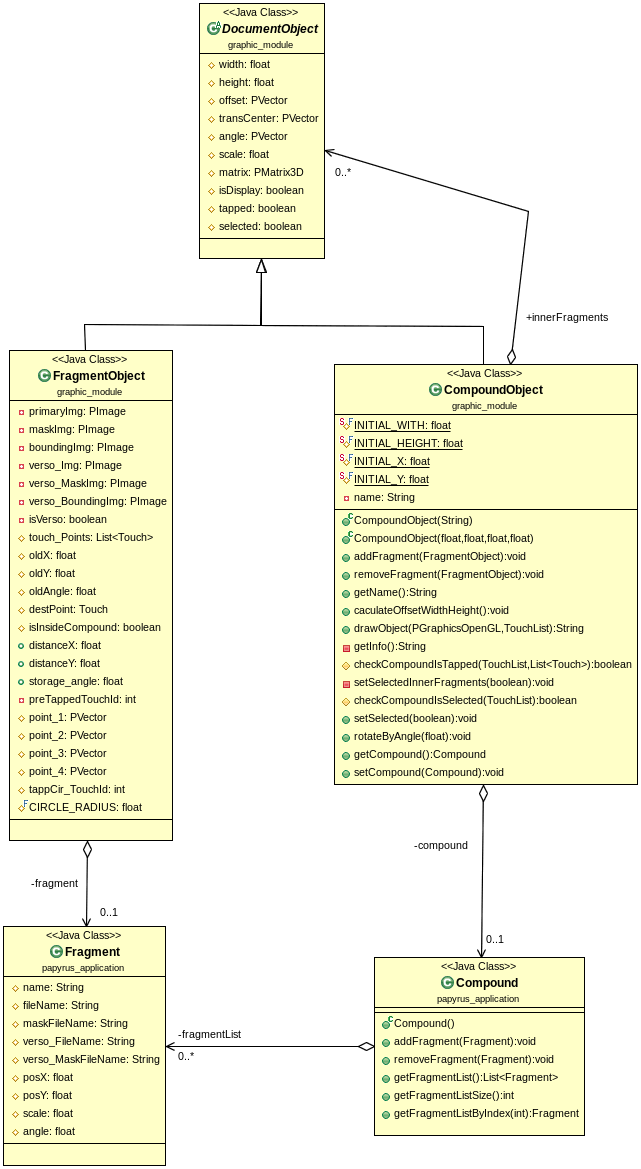 <<Java Class>>
DocumentObject
graphic_module
width: float
height: float
offset: PVector
transCenter: PVector
angle: PVector
scale: float
matrix: PMatrix3D
isDisplay: boolean
tapped: boolean
selected: boolean
0..*
+innerFragments
<<Java Class>>
FragmentObject
graphic_module
primaryImg: PImage
maskImg: PImage
boundingImg: PImage
verso_Img: PImage
verso_MaskImg: PImage
verso_BoundingImg: PImage
isVerso: boolean
touch_Points: List<Touch>
oldX: float
oldY: float
oldAngle: float
destPoint: Touch
isInsideCompound: boolean
distanceX: float
distanceY: float
storage_angle: float
preTappedTouchId: int
point_1: PVector
point_2: PVector
point_3: PVector
point_4: PVector
tappCir_TouchId: int
CIRCLE_RADIUS: float
<<Java Class>>
CompoundObject
graphic_module
INITIAL_WITH: float
INITIAL_HEIGHT: float
INITIAL_X: float
INITIAL_Y: float
name: String
CompoundObject(String)
CompoundObject(float,float,float,float)
addFragment(FragmentObject):void
removeFragment(FragmentObject):void
getName():String
caculateOffsetWidthHeight():void
drawObject(PGraphicsOpenGL,TouchList):String
getInfo():String
checkCompoundIsTapped(TouchList,List<Touch>):boolean
setSelectedInnerFragments(boolean):void
checkCompoundIsSelected(TouchList):boolean
setSelected(boolean):void
rotateByAngle(float):void
getCompound():Compound
setCompound(Compound):void
-fragment
0..1
-compound
0..1
<<Java Class>>
Fragment
papyrus_application
name: String
fileName: String
maskFileName: String
verso_FileName: String
verso_MaskFileName: String
posX: float
posY: float
scale: float
angle: float
-fragmentList
0..*
<<Java Class>>
Compound
papyrus_application
Compound()
addFragment(Fragment):void
removeFragment(Fragment):void
getFragmentList():List<Fragment>
getFragmentListSize():int
getFragmentListByIndex(int):Fragment